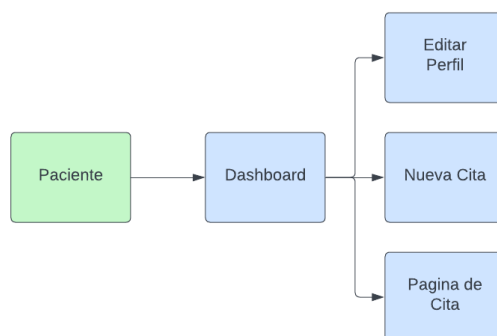 Editar
Perfil
Paciente
Dashboard
Nueva Cita
Pagina de
Cita